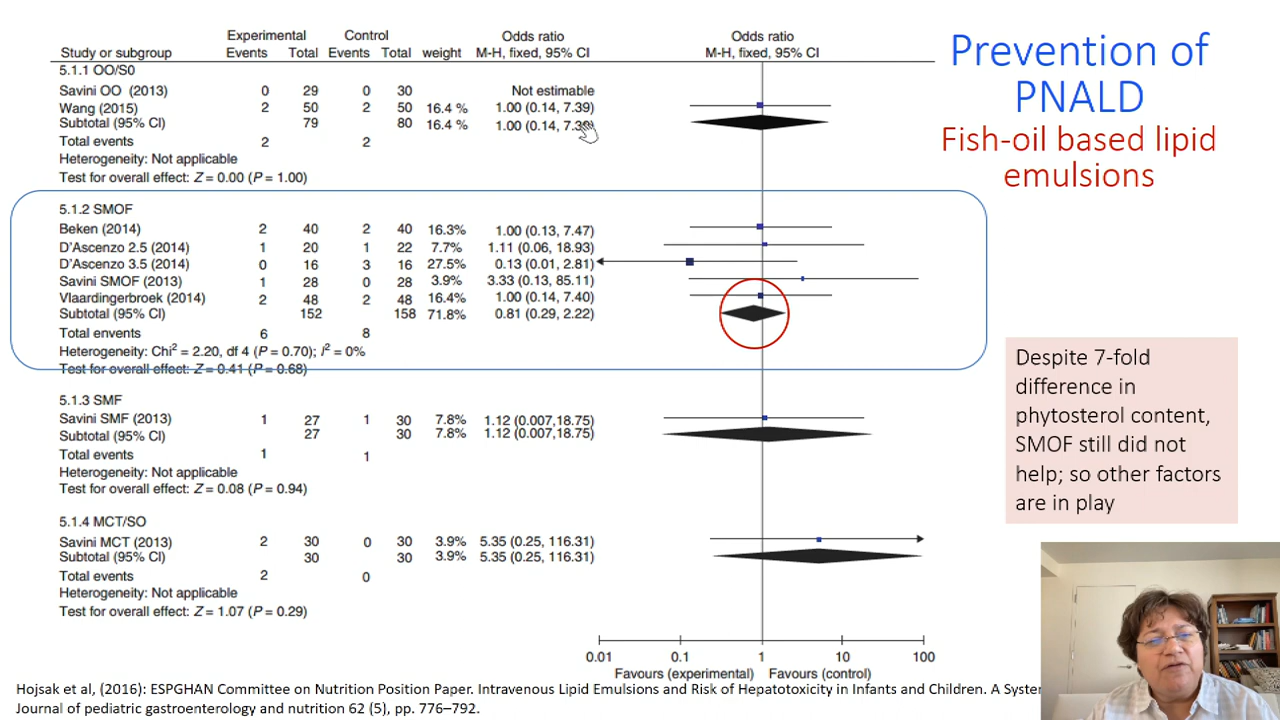 Prevention of
PNALD
Fish-oil based lipid
emulsions
Experimental Control Odds ratio Odds ratio
Study or subgroup Events Total Events Total weight M-H, fixed, 95% CI M-H, fixed, 95% CI
5.1.1 OO/S0
Savini OO (2013) 0 29 0 30 Not estimable
Wang (2015) 2 50 2 50 16.4 % 1.00 (0.14, 7.39)
Subtotal (95% CI) 79 80 16.4 % 1.00 (0.14,
Total events 2 2
Heterogeneity: Not applicable
Test for overall effect: Z = 0.00 (P = 1.00)
5.1.2 SMOF
Beken (2014) 2 40 2 40 16.3% 1.00 (0.13, 7.47)
D'Ascenzo 2.5 (2014) 1 20 1 22 7.7% 1.11 (0.06, 18.93)
D'Ascenzo 3.5 (2014) 0 16 3 16 27.5% 0.13 (0.01, 2.81)
Savini SMOF (2013) 1 28 0 28 3.9% 3.33 (0.13, 85.11)
Vlaardingerbroek (2014) 2 48 2 48 16.4% 1.00 (0.14, 7.40)
Subtotal (95% CI) 152 158 71.8% 0.81 (0.29, 2.22)
Total envents 6 8
Heterogeneity: Chi² = 2.20, df 4 (P = 0.70); I² = 0%
Test for overall effect: Z = 0.41 (P = 0.68)
5.1.3 SMF
Savini SMF (2013) 1 27 1 30 7.8% 1.12 (0.007,18.75)
Subtotal (95% CI) 27 30 7.8% 1.12 (0.007,18.75)
Total events 1 1
Heterogeneity: Not applicable
Test for overall effect: Z = 0.08 (P = 0.94)
5.1.4 MCT/SO
Savini MCT (2013) 2 30 0 30 3.9% 5.35 (0.25, 116.31)
Subtotal (95% CI) 30 30 3.9% 5.35 (0.25, 116.31)
Total events 2 0
Heterogeneity: Not applicable
Test for overall effect: Z = 1.07 (P = 0.29)
0.01 0.1 1 10 100
Favours (experimental) Favours (control)
Despite 7-fold
difference in
phytosterol content,
SMOF still did not
help; so other factors
are in play
Hojsak et al, (2016): ESPGHAN Committee on Nutrition Position Paper. Intravenous Lipid Emulsions and Risk of Hepatotoxicity in Infants and Children. A Syste
Journal of pediatric gastroenterology and nutrition 62 (5), pp. 776–792.